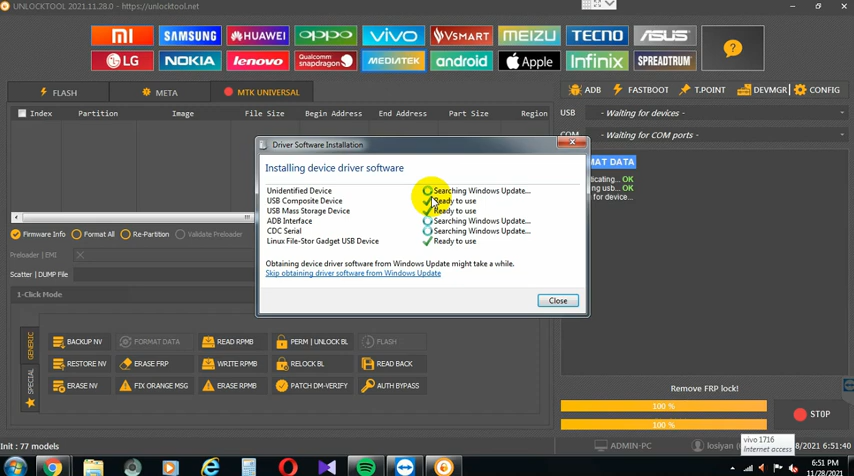 UNLOCKTOOL 2021.11.28.0 - https://unlocktool.net
mi SAMSUNG HUAWEI oppo vivo VSMART MEIZU TECNO ASUS
LG NOKIA lenovo Qualcomm snapdragon MEDIATEK android Apple Infinix SPREADTRUM
FLASH META MTK UNIVERSAL
ADB FASTBOOT T.POINT DEVMGR CONFIG
Index Partition Image File Size Begin Address End Address Part Size Region
USB - Waiting for devices -
COM - Waiting for COM ports -
MAT DATA
ticating... OK
ng usb... OK
for device...
Driver Software Installation
Installing device driver software
Unidentified Device Searching Windows Update...
USB Composite Device Ready to use
USB Mass Storage Device Ready to use
ADB Interface Searching Windows Update...
CDC Serial Searching Windows Update...
Linux File-Stor Gadget USB Device Ready to use
Obtaining device driver software from Windows Update might take a while.
Skip obtaining driver software from Windows Update
Close
Firmware Info Format All Re-Partition Validate Preloader
Preloader | EMI
Scatter | DUMP File
1-Click Mode
GENERIC
SPECIAL
BACKUP NV FORMAT DATA READ RPMB PERM | UNLOCK BL FLASH
RESTORE NV ERASE FRP WRITE RPMB RELOCK BL READ BACK
ERASE NV FIX ORANGE MSG ERASE RPMB PATCH DM-VERIFY AUTH BYPASS
Remove FRP lock!
100 %
100 %
STOP
Init : 77 models
ADMIN-PC losiyan
8/2021 6:51:40
vivo 1716
Internet access
6:51 PM
11/28/2021